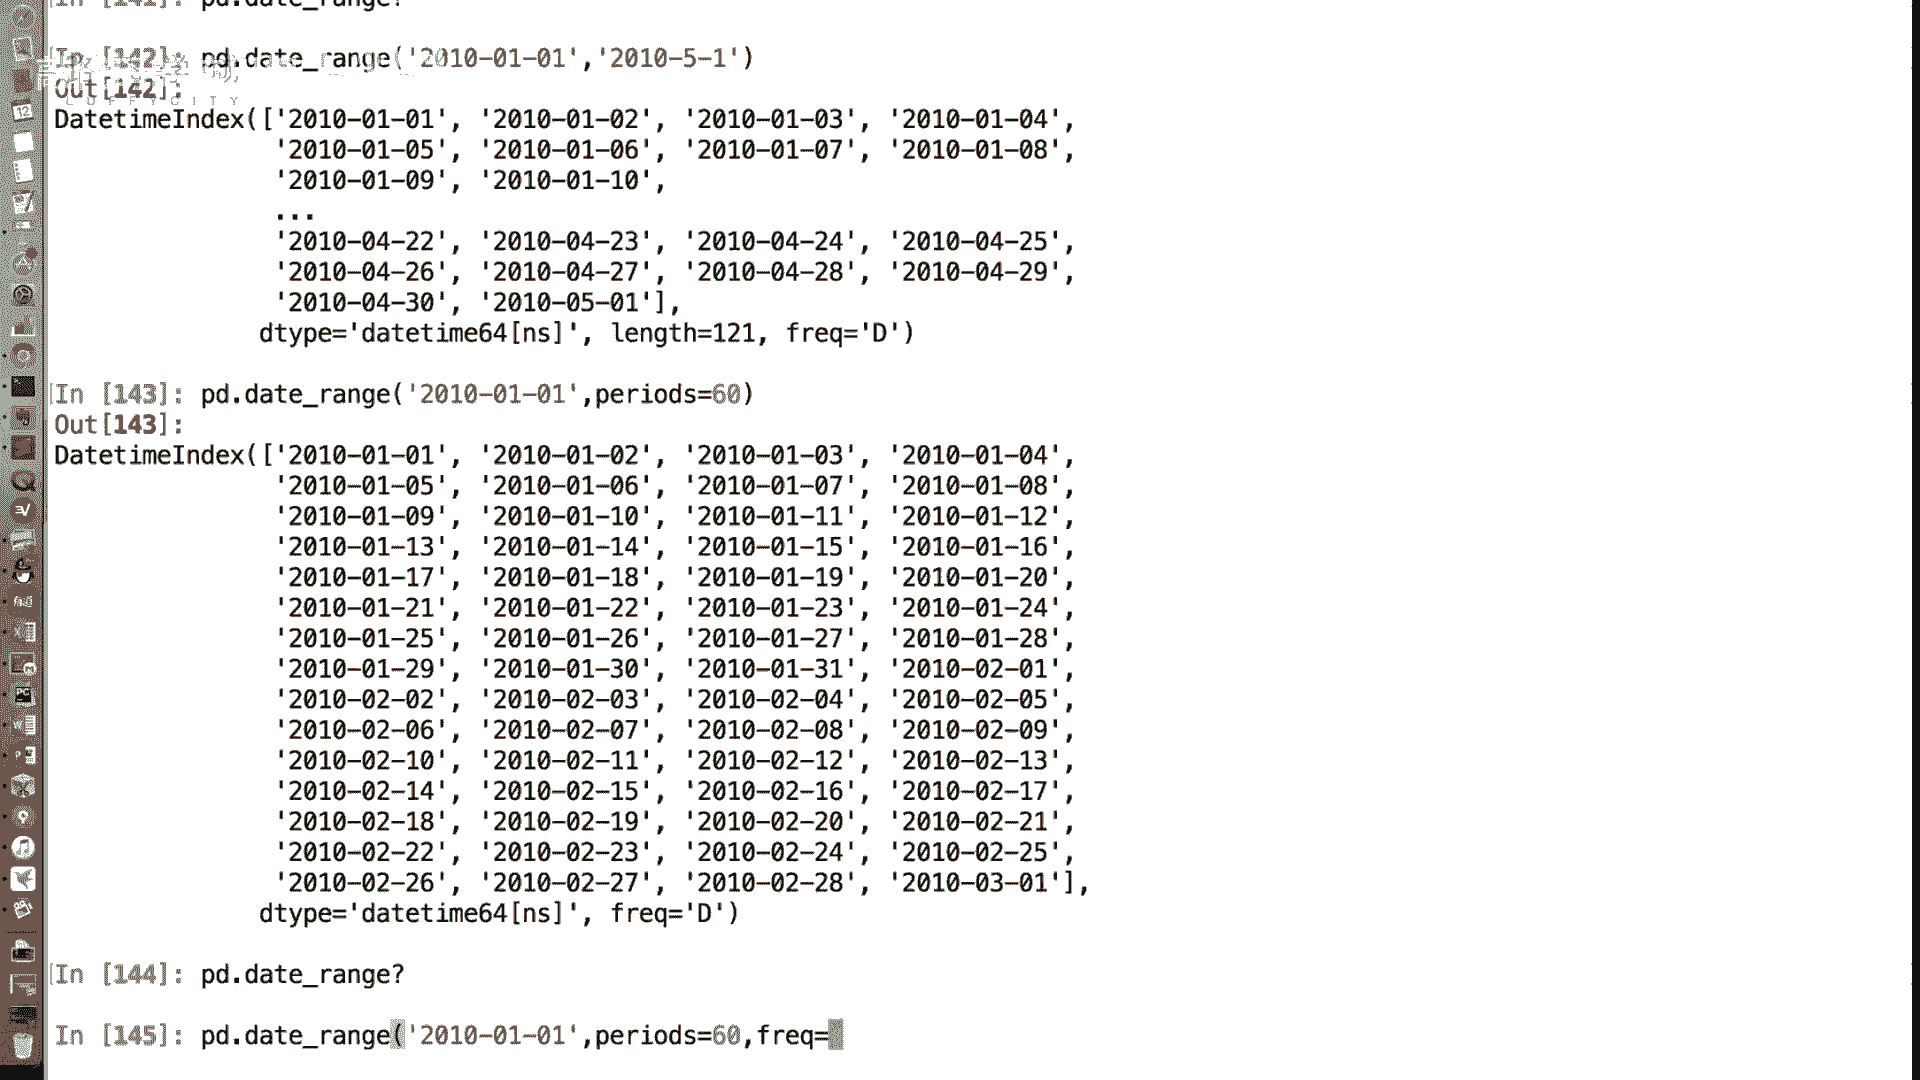 In [141]: pd.date_range?
In [142]: pd.date_range('2010-01-01','2010-5-1')
Out[142]:
LUFFYCITY
DatetimeIndex(['2010-01-01', '2010-01-02', '2010-01-03', '2010-01-04',
'2010-01-05', '2010-01-06', '2010-01-07', '2010-01-08',
'2010-01-09', '2010-01-10',
...
'2010-04-22', '2010-04-23', '2010-04-24', '2010-04-25',
'2010-04-26', '2010-04-27', '2010-04-28', '2010-04-29',
'2010-04-30', '2010-05-01'],
dtype='datetime64[ns]', length=121, freq='D')
In [143]: pd.date_range('2010-01-01',periods=60)
Out[143]:
DatetimeIndex(['2010-01-01', '2010-01-02', '2010-01-03', '2010-01-04',
'2010-01-05', '2010-01-06', '2010-01-07', '2010-01-08',
'2010-01-09', '2010-01-10', '2010-01-11', '2010-01-12',
'2010-01-13', '2010-01-14', '2010-01-15', '2010-01-16',
'2010-01-17', '2010-01-18', '2010-01-19', '2010-01-20',
'2010-01-21', '2010-01-22', '2010-01-23', '2010-01-24',
'2010-01-25', '2010-01-26', '2010-01-27', '2010-01-28',
'2010-01-29', '2010-01-30', '2010-01-31', '2010-02-01',
'2010-02-02', '2010-02-03', '2010-02-04', '2010-02-05',
'2010-02-06', '2010-02-07', '2010-02-08', '2010-02-09',
'2010-02-10', '2010-02-11', '2010-02-12', '2010-02-13',
'2010-02-14', '2010-02-15', '2010-02-16', '2010-02-17',
'2010-02-18', '2010-02-19', '2010-02-20', '2010-02-21',
'2010-02-22', '2010-02-23', '2010-02-24', '2010-02-25',
'2010-02-26', '2010-02-27', '2010-02-28', '2010-03-01'],
dtype='datetime64[ns]', freq='D')
In [144]: pd.date_range?
In [145]: pd.date_range('2010-01-01',periods=60,freq=